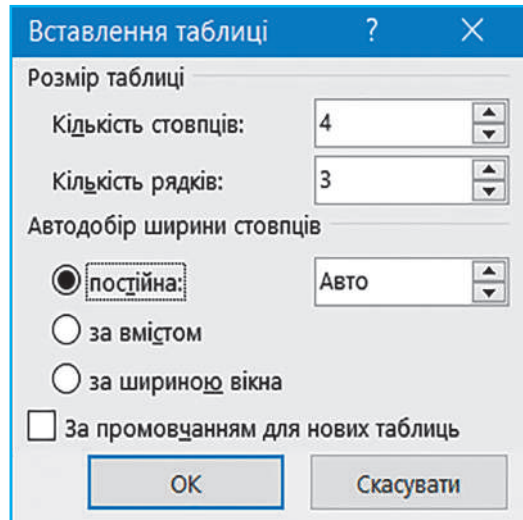 Вставлення таблиці ?
Розмір таблиці
Кількість стовпців: 4
Кількість рядків: 3
Автодобір ширини стовпців
постійна: Авто
за вмістом
за шириною вікна
За промовчанням для нових таблиць
ОК Скасувати